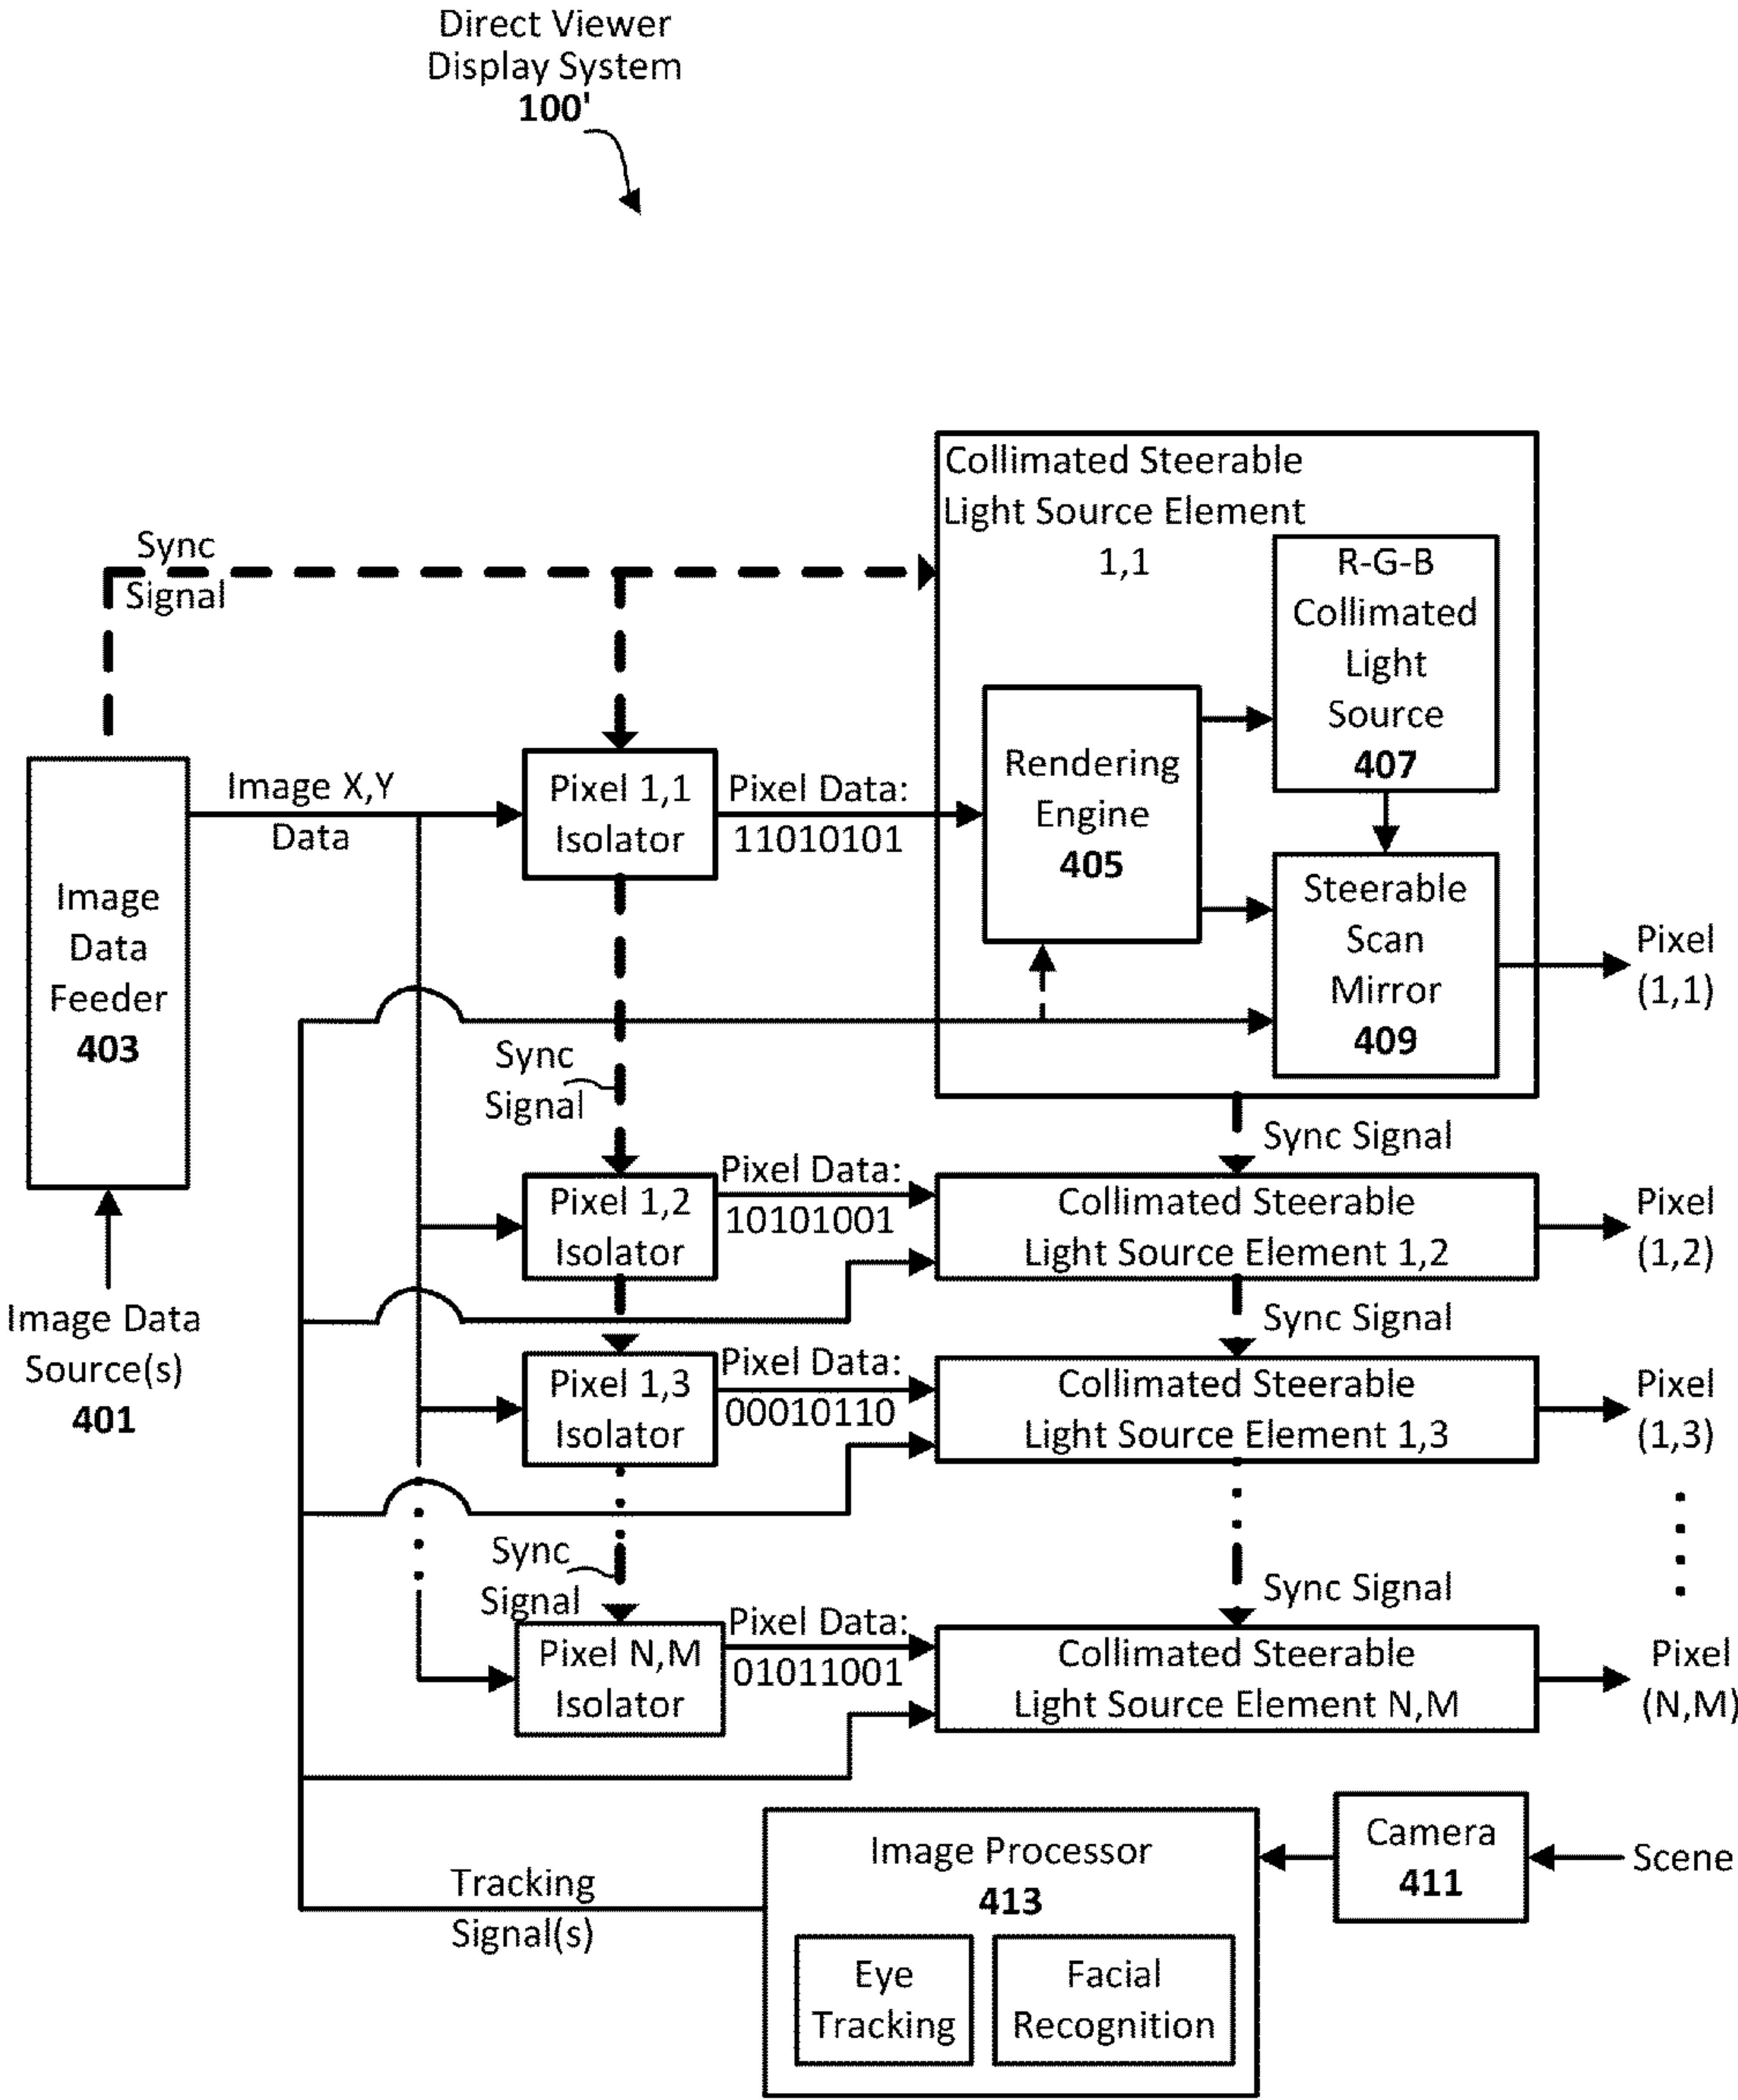 Direct Viewer
Display System
100'
Collimated Steerable
Light Source Element
1,1
Sync
Signal
R-G-B
Collimated
Light
Source
407
Rendering
Engine
405
Image X,Y
Data
Pixel 1,1
Isolator
Pixel Data:
11010101
Image
Data
Feeder
403
Steerable
Scan
Mirror
409
Pixel
(1,1)
Sync
Signal
Sync Signal
Pixel 1,2
Isolator
Pixel Data:
10101001
Collimated Steerable
Light Source Element 1,2
Pixel
(1,2)
Image Data
Source(s)
401
Sync Signal
Pixel 1,3
Isolator
Pixel Data:
00010110
Collimated Steerable
Light Source Element 1,3
Pixel
(1,3)
Sync
Signal
Sync Signal
Pixel N,M
Isolator
Pixel Data:
01011001
Collimated Steerable
Light Source Element N,M
Pixel
(N,M)
Tracking
Signal(s)
Image Processor
413
Camera
411
Scene
Eye
Tracking
Facial
Recognition